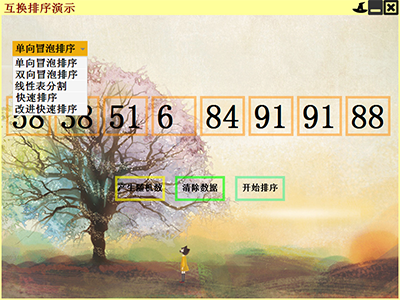 互换排序演示
单向冒泡排序
单向冒泡排序
双向冒泡排序
线性表分割
快速排序
改进快速排序
58 38 51 6 84 91 91 88
产生随机数 清除数据 开始排序